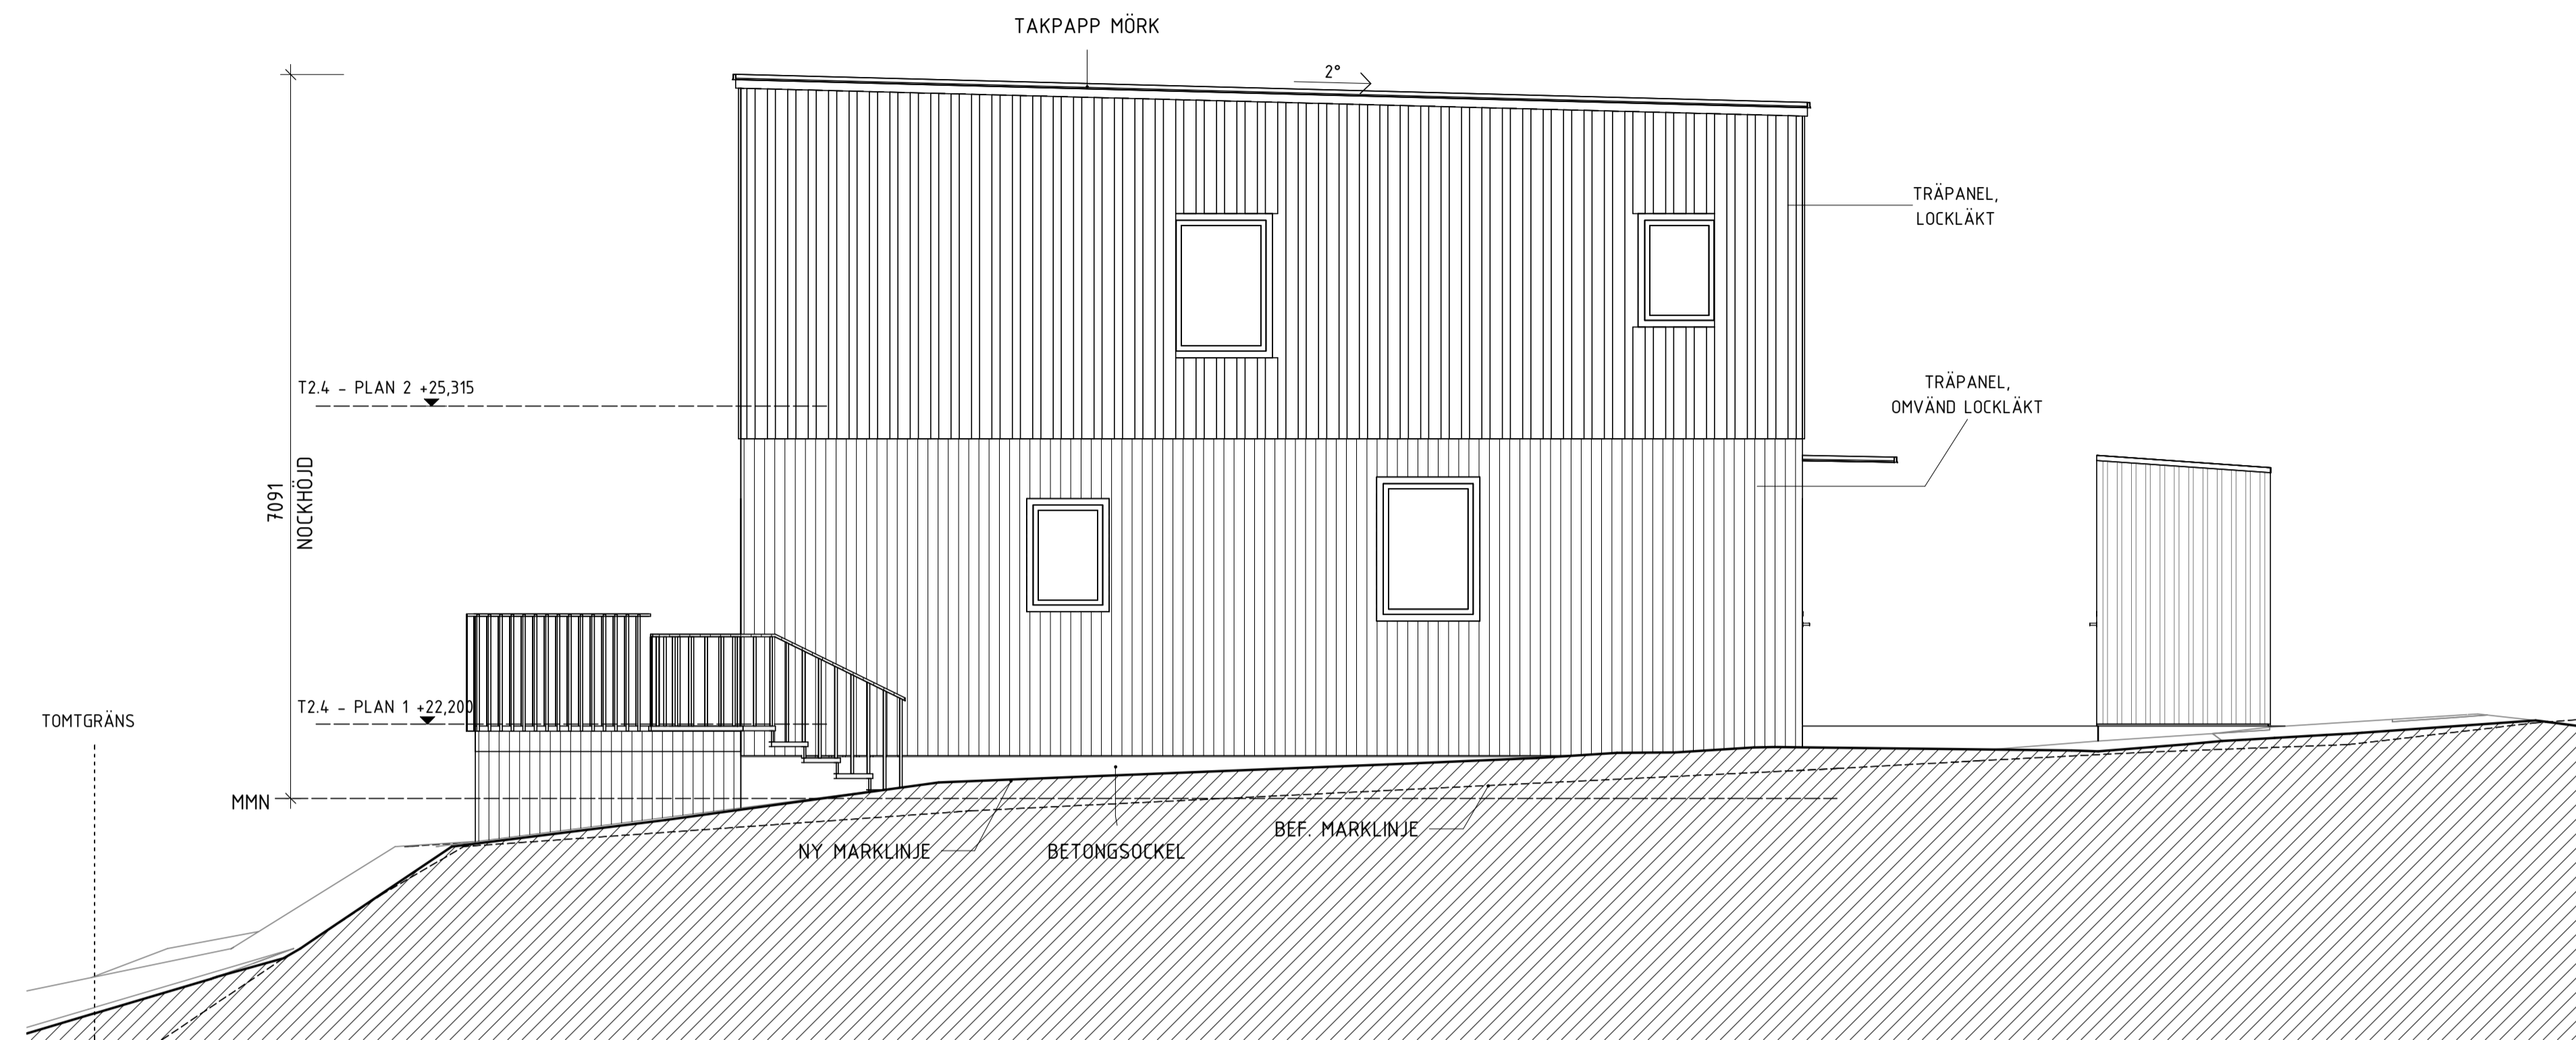 TAKPAPP MÖRK
2°
TRÄPANEL,
LOCKLÄKT
T2.4 - PLAN 2 +25,315
TRÄPANEL,
OMVÄND LOCKLÄKT
7091
NOCKHÖJD
T2.4 - PLAN 1 +22,200
TOMTGRÄNS
MMN
BEF. MARKLINJE
NY MARKLINJE
BETONGSOCKEL